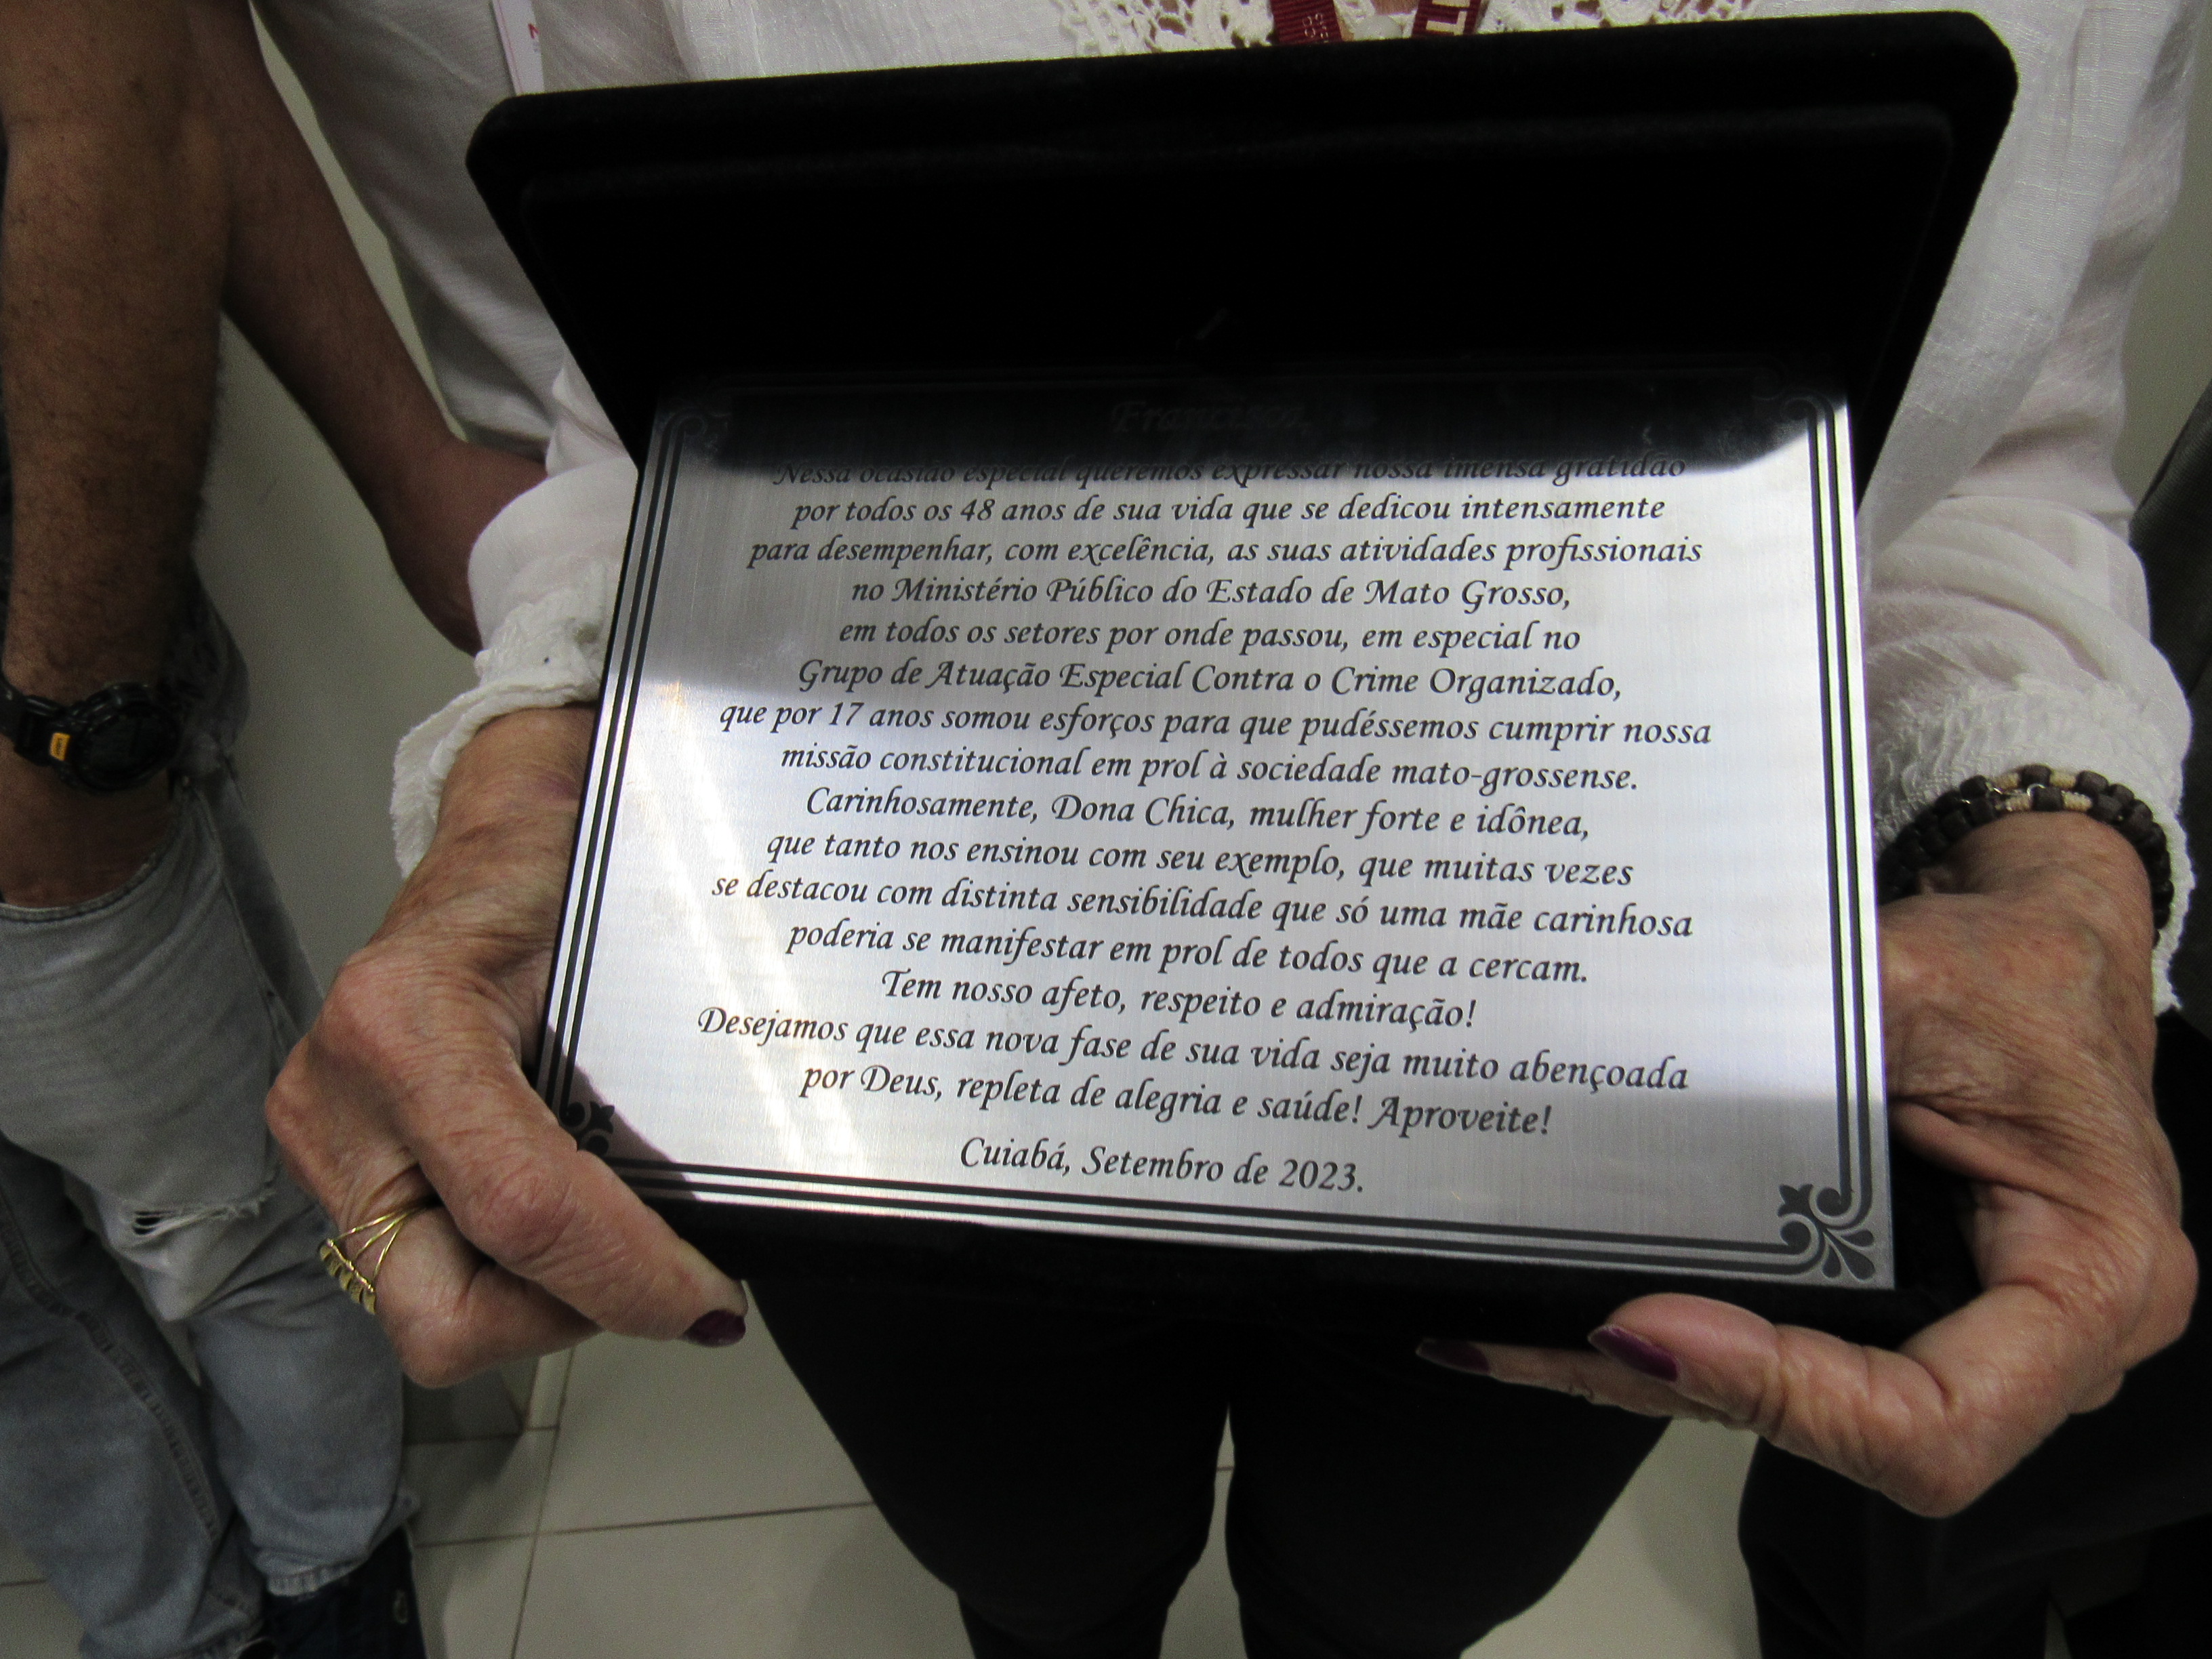 Francisca,
Nessa ocasião especial queremos expressar nossa imensa gratidão
por todos os 48 anos de sua vida que se dedicou intensamente
para desempenhar, com excelência, as suas atividades profissionais
no Ministério Público do Estado de Mato Grosso,
em todos os setores por onde passou, em especial no
Grupo de Atuação Especial Contra o Crime Organizado,
que por 17 anos somou esforços para que pudéssemos cumprir nossa
missão constitucional em prol à sociedade mato-grossense.
Carinhosamente, Dona Chica, mulher forte e idônea,
que tanto nos ensinou com seu exemplo, que muitas vezes
se destacou com distinta sensibilidade que só uma mãe carinhosa
poderia se manifestar em prol de todos que a cercam.
Tem nosso afeto, respeito e admiração!
Desejamos que essa nova fase de sua vida seja muito abençoada
por Deus, repleta de alegria e saúde! Aproveite!
Cuiabá, Setembro de 2023.